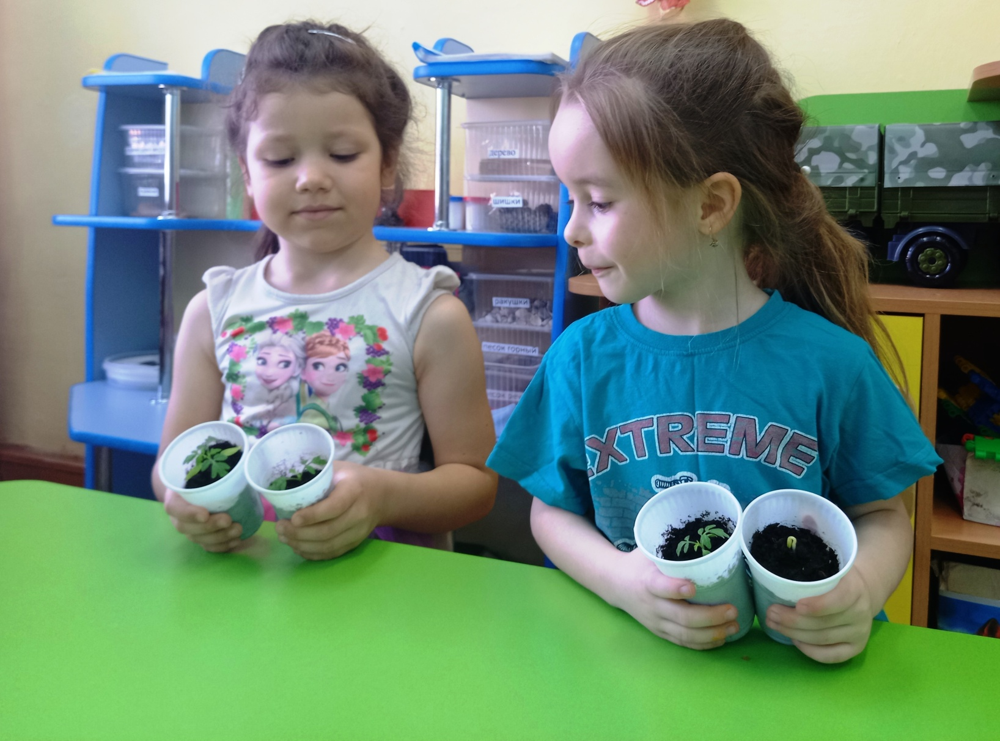 дерево
шишки
ракушки
песок горный
EXTREME